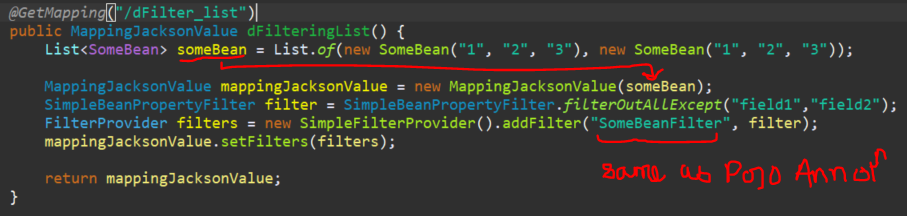 @GetMapping("/dFilter_list")
public MappingJacksonValue dFilteringList() {
List<SomeBean> someBean = List.of(new SomeBean("1", "2", "3"), new SomeBean("1", "2", "3"));
MappingJacksonValue mappingJacksonValue = new MappingJacksonValue(someBean);
SimpleBeanPropertyFilter filter = SimpleBeanPropertyFilter.filterOutAllExcept("field1","field2");
FilterProvider filters = new SimpleFilterProvider().addFilter("SomeBeanFilter", filter);
mappingJacksonValue.setFilters(filters);
same as Pojo Annotn
return mappingJacksonValue;
}